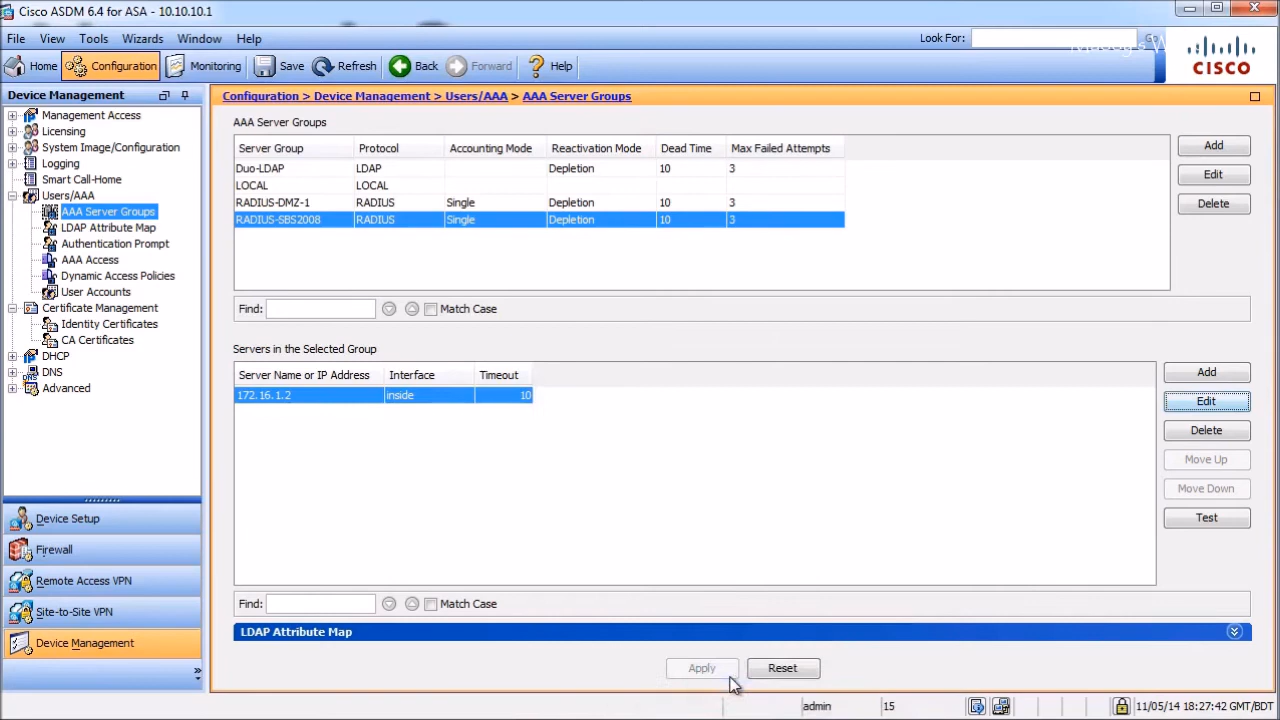 Cisco ASDM 6.4 for ASA - 10.10.10.1
File View Tools Wizards Window Help Look For:
Home Configuration Monitoring Save Refresh Back Forward Help
CISCO
Device Management
Management Access
Licensing
System Image/Configuration
Logging
Smart Call-Home
Users/AAA
AAA Server Groups
LDAP Attribute Map
Authentication Prompt
AAA Access
Dynamic Access Policies
User Accounts
Certificate Management
Identity Certificates
CA Certificates
DHCP
DNS
Advanced
Device Setup
Firewall
Remote Access VPN
Site-to-Site VPN
Device Management
Configuration > Device Management > Users/AAA > AAA Server Groups
AAA Server Groups
Server Group Protocol Accounting Mode Reactivation Mode Dead Time Max Failed Attempts
Duo-LDAP LDAP Depletion 10 3
LOCAL LOCAL
RADIUS-DMZ-1 RADIUS Single Depletion 10 3
RADIUS-SBS2008 RADIUS Single Depletion 10 3
Add
Edit
Delete
Find: Match Case
Servers in the Selected Group
Server Name or IP Address Interface Timeout
172.16.1.2 inside 10
Add
Edit
Delete
Move Up
Move Down
Test
Find: Match Case
LDAP Attribute Map
Apply Reset
admin 15 11/05/14 18:27:42 GMT/BDT